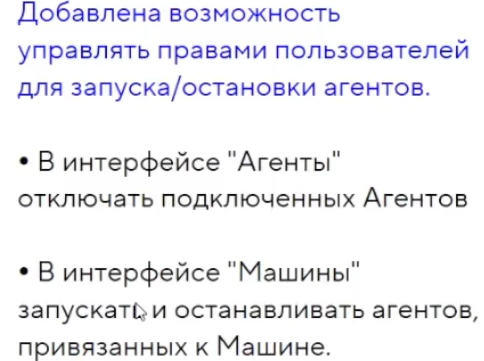 Добавлена возможность
управлять правами пользователей
для запуска/остановки агентов.
• В интерфейсе "Агенты"
отключать подключенных Агентов
• В интерфейсе "Машины"
запускать и останавливать агентов,
привязанных к Машине.